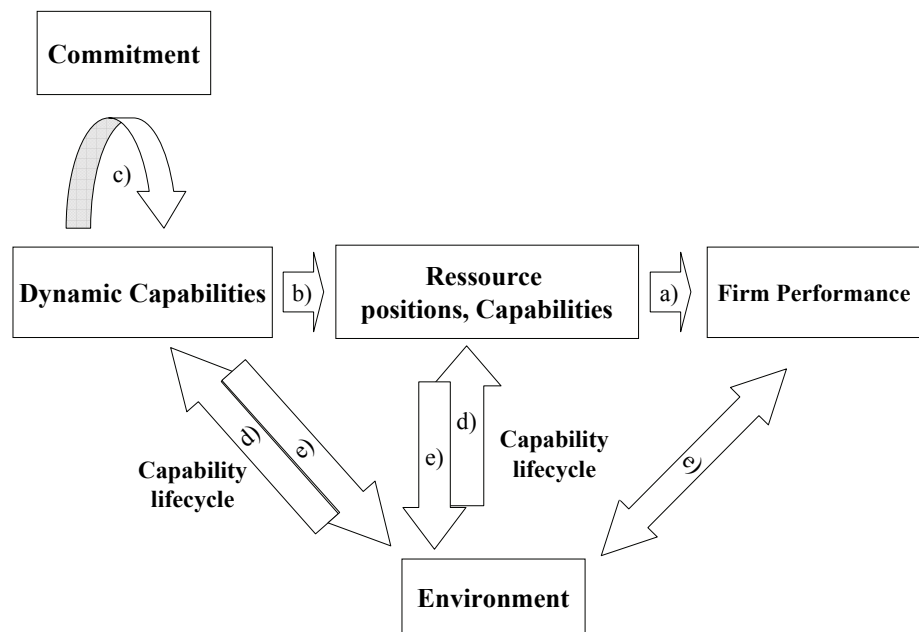 Commitment
c)
Dynamic Capabilities
b)
Ressource
positions, Capabilities
a)
Firm Performance
d)
e)
Capability
lifecycle
e)
d)
Capability
lifecycle
e)
Environment